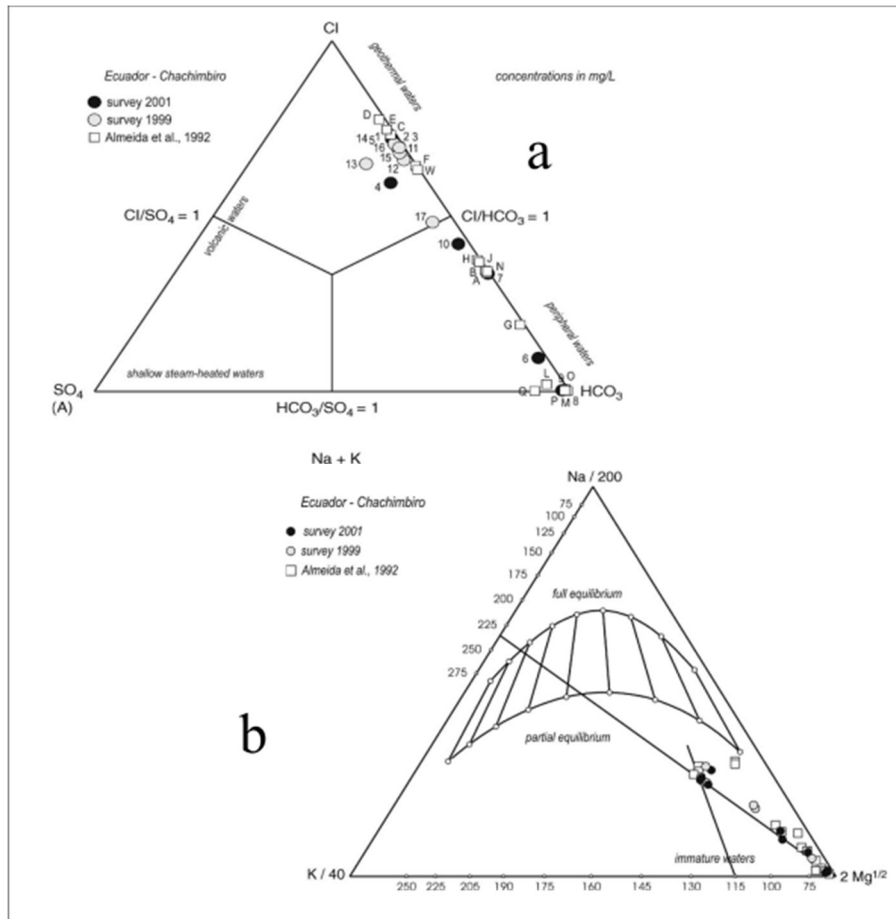 Cl
geothermal waters
Ecuador - Chachimbiro
concentrations in mg/L
survey 2001
survey 1999
Almeida et al., 1992
a
D
E
C
14 5 1 2 3
16 11
15
13 12 F
W
4
Cl/SO4 = 1
volcanic waters
17
Cl/HCO3 = 1
10
H J
B N
A 7
peripheral waters
G
6
shallow steam-heated waters
L O
SO4
(A)
Q
HCO3
P M 8
HCO3/SO4 = 1
Na + K
Na / 200
Ecuador - Chachimbiro
survey 2001
survey 1999
Almeida et al., 1992
75
100
125
150
175
200
225
250
275
full equilibrium
b
partial equilibrium
immature waters
K / 40
2 Mg1/2
250 225 205 190 175 160 145 130 115 100 75